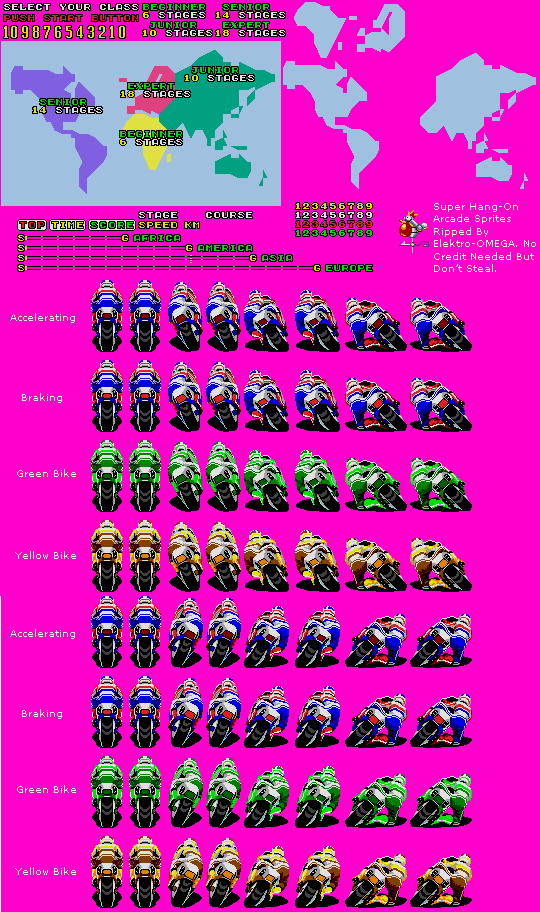 SELECT YOUR CLASS
PUSH START BUTTON
109876543210
BEGINNER
6 STAGES
SENIOR
14 STAGES
JUNIOR
10 STAGES
EXPERT
18 STAGES
JUNIOR
10 STAGES
EXPERT
18 STAGES
SENIOR
14 STAGES
BEGINNER
6 STAGES
123456789
123456789
123456789
123456789
STAGE COURSE
TOP TIME SCORE SPEED KM
S G AFRICA
S G AMERICA
S G ASIA
S G EUROPE
Super Hang-On
Arcade Sprites
Ripped By
Elektro-OMEGA. No
Credit Needed But
Don't Steal.
Accelerating
Braking
Green Bike
Yellow Bike
Accelerating
Braking
Green Bike
Yellow Bike